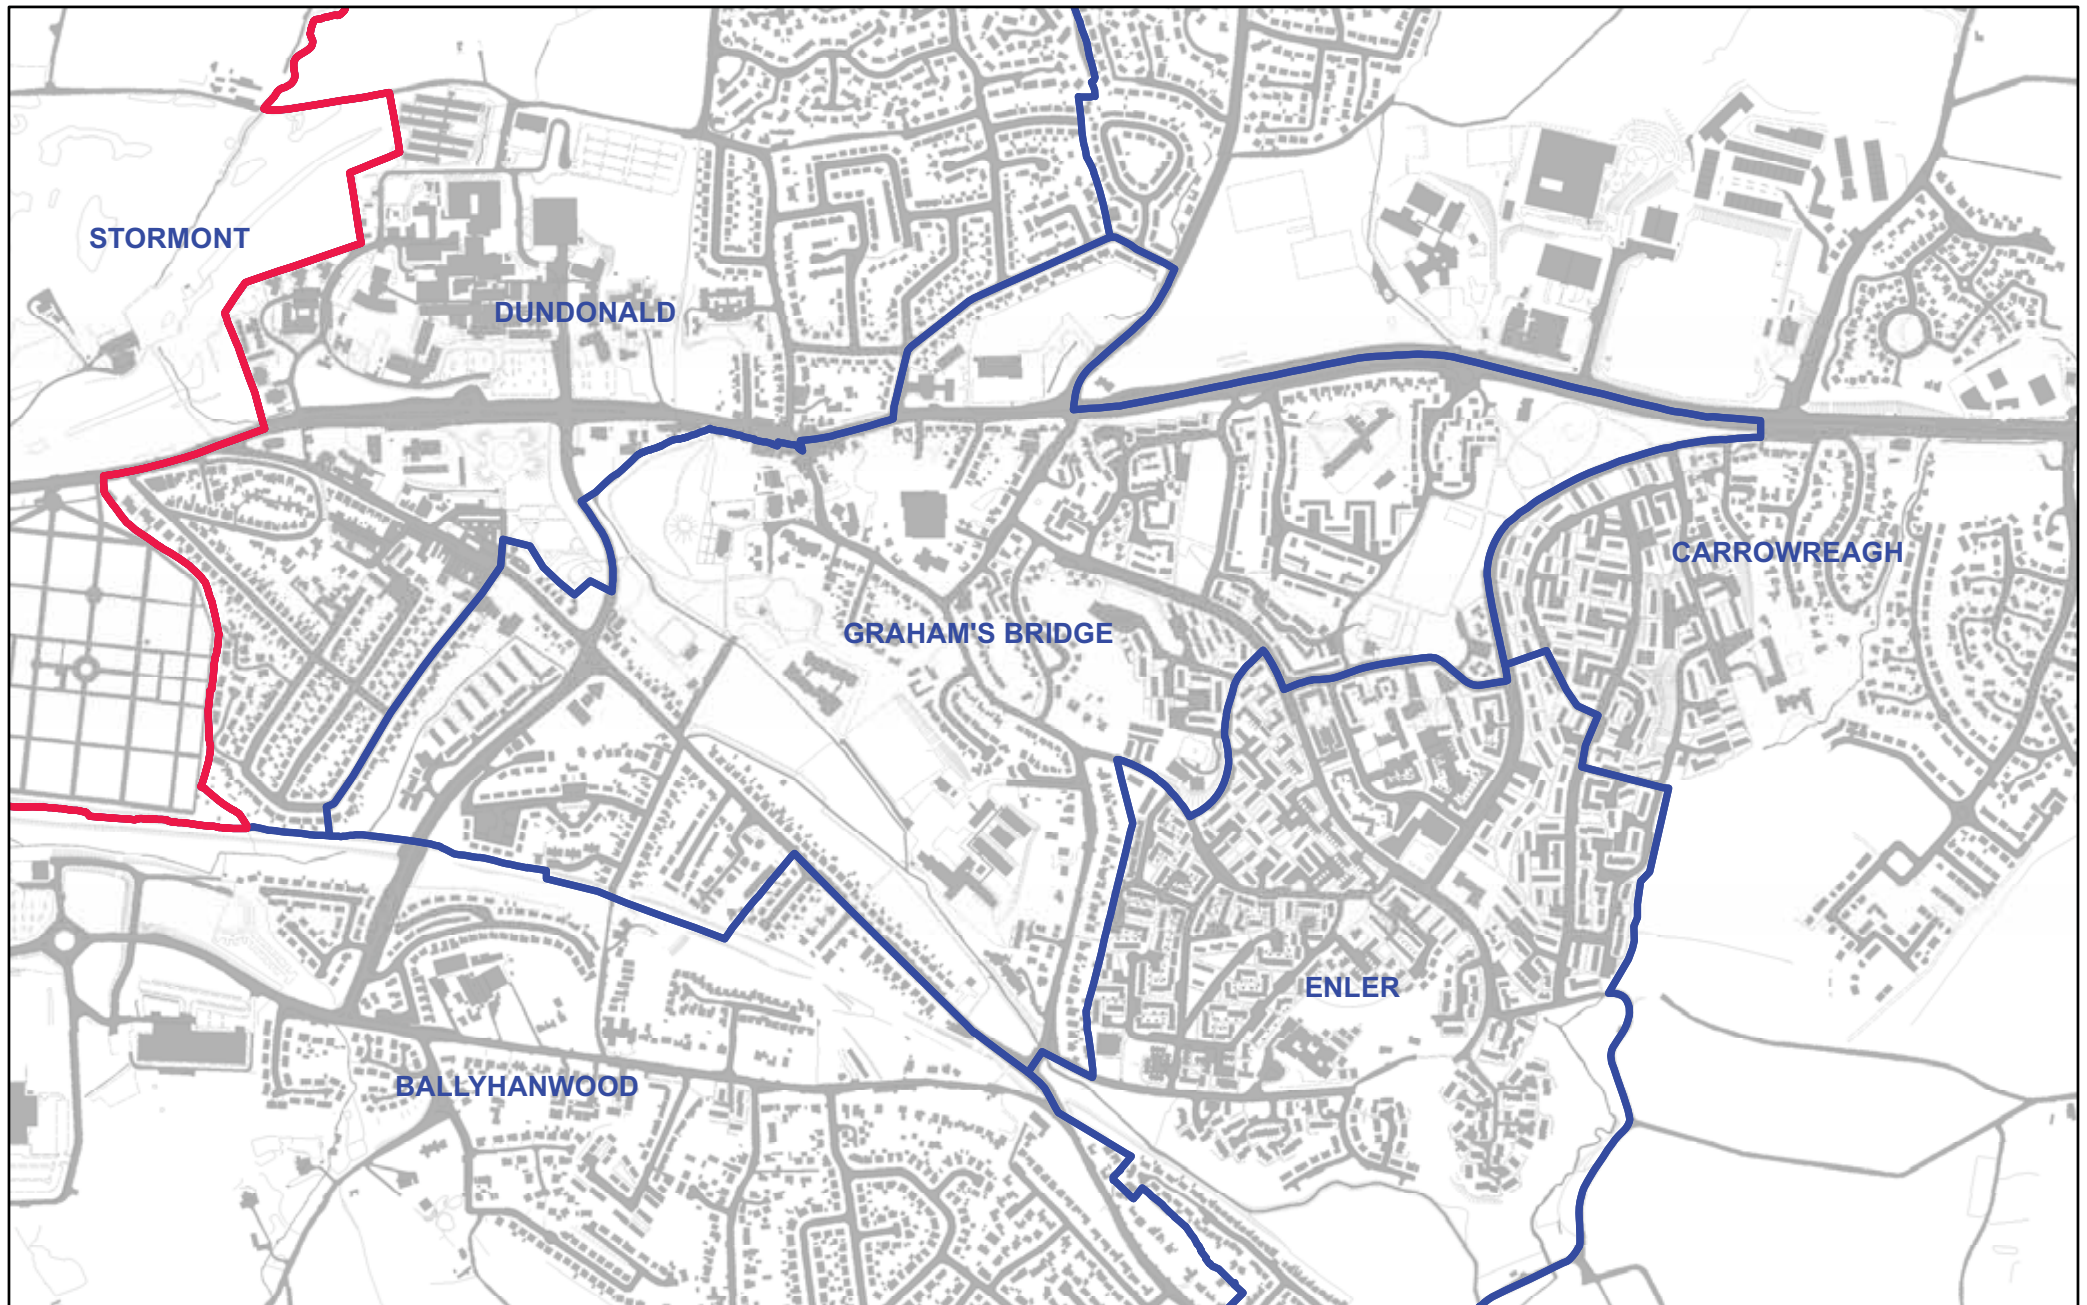 STORMONT
DUNDONALD
CARROWREAGH
GRAHAM'S BRIDGE
ENLER
BALLYHANWOOD